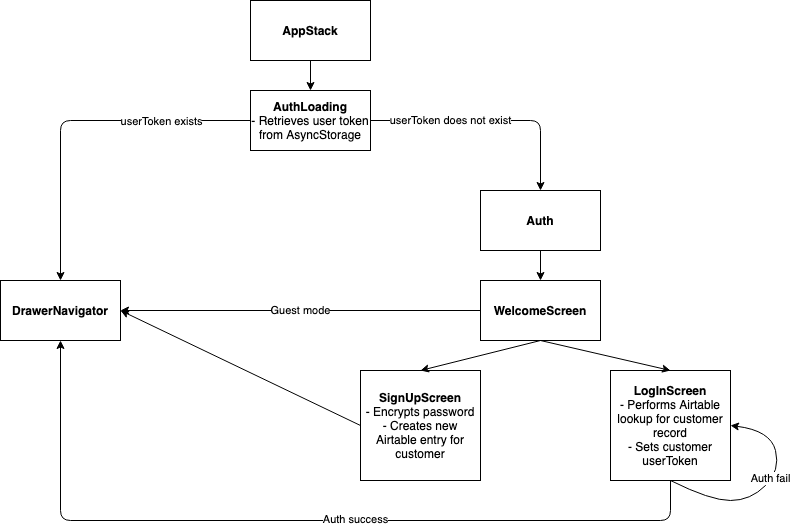 AppStack
AuthLoading
- Retrieves user token
from AsyncStorage
userToken exists
userToken does not exist
Auth
DrawerNavigator
Guest mode
WelcomeScreen
SignUpScreen
- Encrypts password
- Creates new
Airtable entry for
customer
LogInScreen
- Performs Airtable
lookup for customer
record
- Sets customer
userToken
Auth fail
Auth success